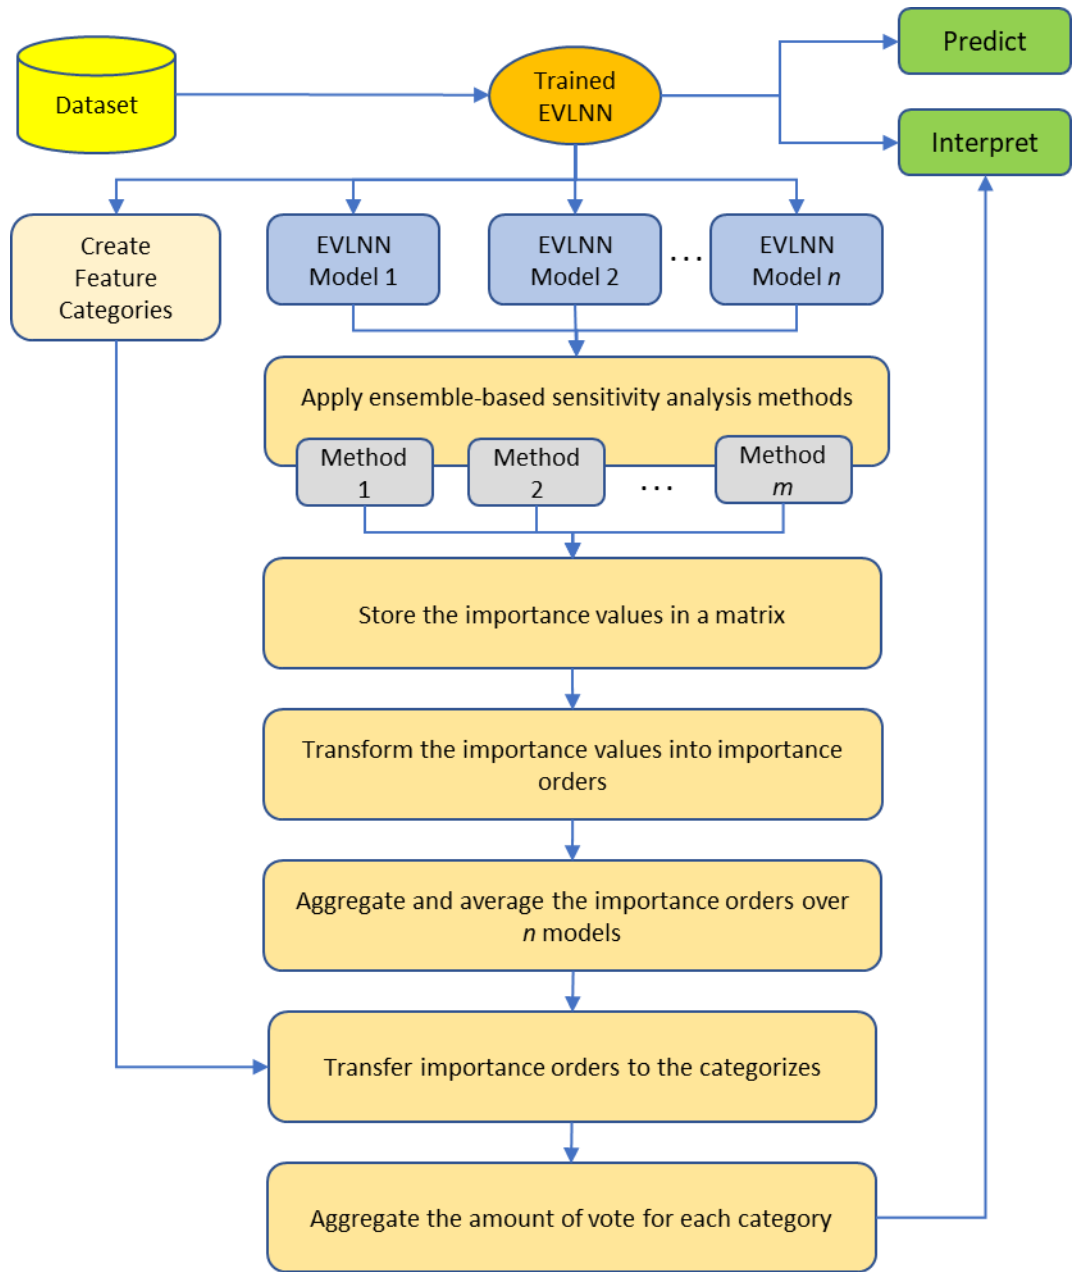 Predict
Dataset
Trained
EVLNN
Interpret
Create
Feature
Categories
EVLNN
Model 1
EVLNN
Model 2
...
EVLNN
Model n
Apply ensemble-based sensitivity analysis methods
Method
1
Method
2
...
Method
m
Store the importance values in a matrix
Transform the importance values into importance
orders
Aggregate and average the importance orders over
n models
Transfer importance orders to the categorizes
Aggregate the amount of vote for each category